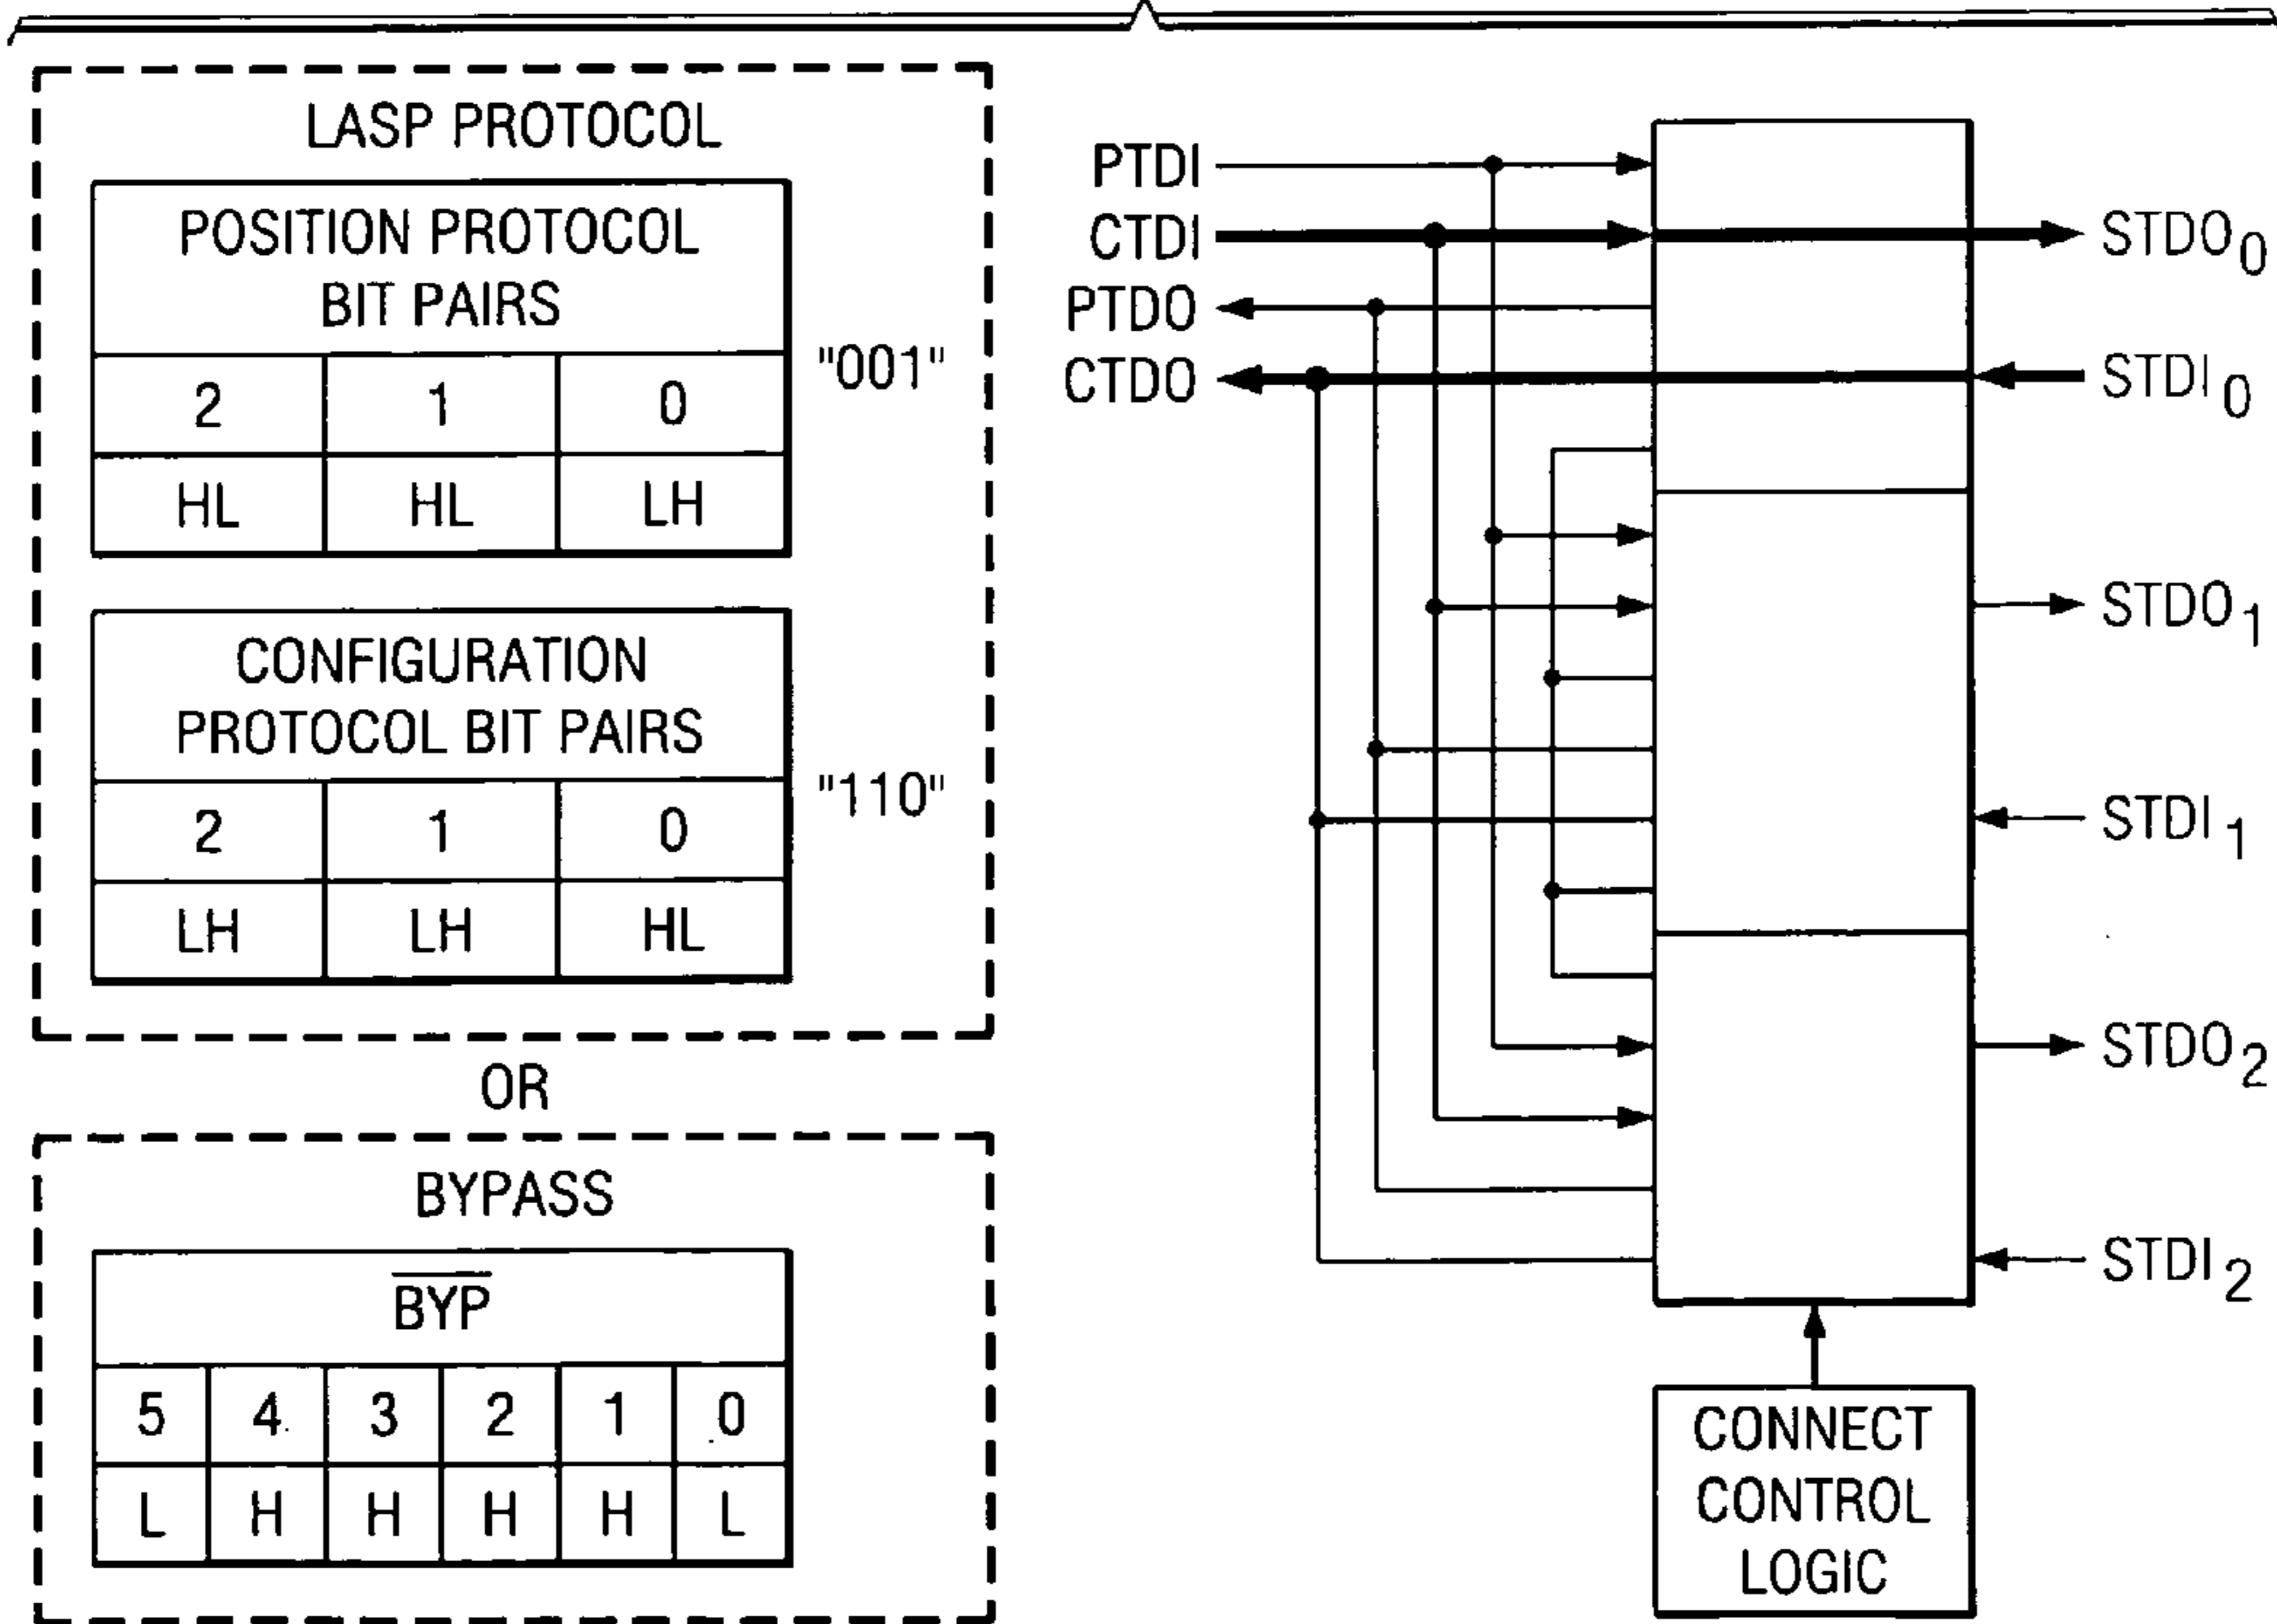 LASP PROTOCOL
POSITION PROTOCOL
BIT PAIRS
2 1 0
HL HL LH
"001"
CONFIGURATION
PROTOCOL BIT PAIRS
2 1 0
LH LH HL
"110"
OR
BYPASS
BYP
5 4 3 2 1 0
L H H H H L
PTDI
CTDI
PTDO
CTDO
STDO0
STDI0
STDO1
STDI1
STDO2
STDI2
CONNECT
CONTROL
LOGIC